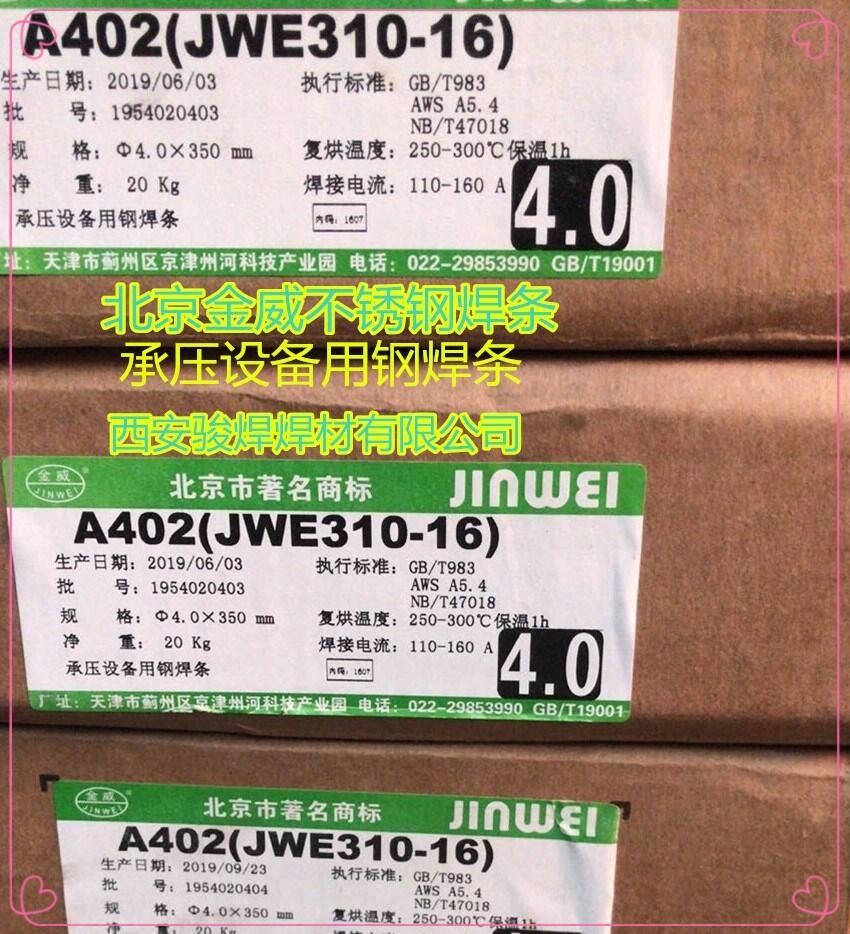 A402(JWE310-16)
生产日期: 2019/06/03 执行标准: GB/T983
AWS A5.4
批 号: 1954020403 NB/T47018
规 格: Φ4.0×350 mm 复烘温度: 250-300℃保温1h
净 重: 20 Kg 焊接电流: 110-160 A
4.0
承压设备用钢焊条 内码: 1607
址: 天津市蓟州区京津州河科技产业园 电话: 022-29853990 GB/T19001
北京金威不锈钢焊条
承压设备用钢焊条
西安骏焊焊材有限公司
金威 JINWEI ® 北京市著名商标 JINWEI
A402(JWE310-16)
生产日期: 2019/06/03 执行标准: GB/T983
批 号: 1954020403 AWS A5.4
NB/T47018
规 格: Φ4.0×350 mm 复烘温度: 250-300℃保温1h
净 重: 20 Kg 焊接电流: 110-160 A
4.0
承压设备用钢焊条 内码: 1607
厂址: 天津市蓟州区京津州河科技产业园 电话: 022-29853990 GB/T19001
金威 JINWEI ® 北京市著名商标 JINWEI
A402(JWE310-16)
生产日期: 2019/09/23 执行标准: GB/T983
批 号: 1954020404 AWS A5.4
NB/T47018
规 格: Φ4.0×350 mm 复烘温度: 250-300℃保温1h
20 Kg